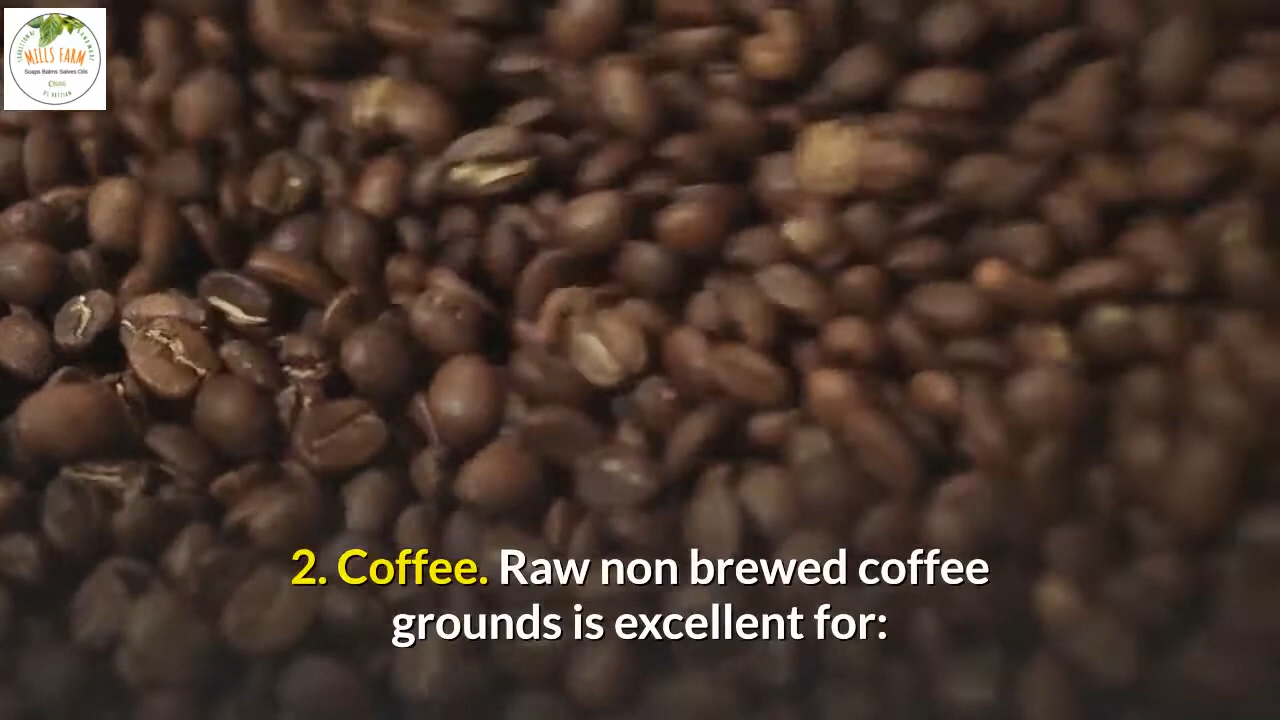 MILLS FARM
Soaps Balms Salves Oils
2. Coffee. Raw non brewed coffee
grounds is excellent for: